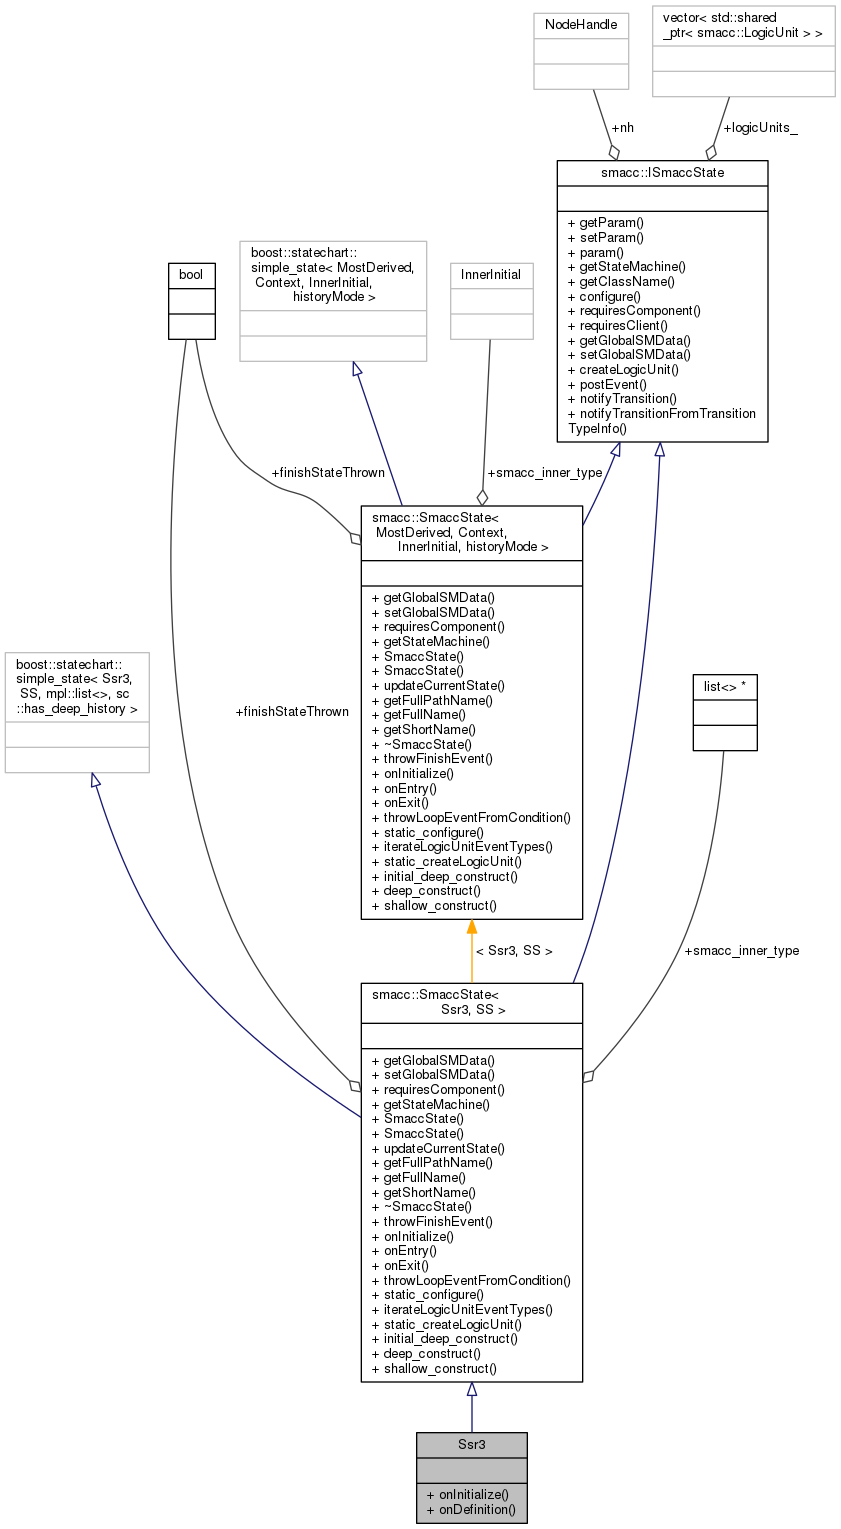 NodeHandle
vector< std::shared
_ptr< smacc::LogicUnit > >
+nh
+logicUnits_
smacc::ISmaccState
+ getParam()
+ setParam()
+ param()
+ getStateMachine()
+ getClassName()
+ configure()
+ requiresComponent()
+ requiresClient()
+ getGlobalSMData()
+ setGlobalSMData()
+ createLogicUnit()
+ postEvent()
+ notifyTransition()
+ notifyTransitionFromTransition
TypeInfo()
boost::statechart::
simple_state< MostDerived,
Context, InnerInitial,
historyMode >
bool
InnerInitial
+finishStateThrown
+smacc_inner_type
smacc::SmaccState<
MostDerived, Context,
InnerInitial, historyMode >
+ getGlobalSMData()
+ setGlobalSMData()
+ requiresComponent()
+ getStateMachine()
+ SmaccState()
+ SmaccState()
+ updateCurrentState()
+ getFullPathName()
+ getFullName()
+ getShortName()
+ ~SmaccState()
+ throwFinishEvent()
+ onInitialize()
+ onEntry()
+ onExit()
+ throwLoopEventFromCondition()
+ static_configure()
+ iterateLogicUnitEventTypes()
+ static_createLogicUnit()
+ initial_deep_construct()
+ deep_construct()
+ shallow_construct()
boost::statechart::
simple_state< Ssr3,
SS, mpl::list<>, sc
::has_deep_history >
+finishStateThrown
list<> *
< Ssr3, SS >
+smacc_inner_type
smacc::SmaccState<
Ssr3, SS >
+ getGlobalSMData()
+ setGlobalSMData()
+ requiresComponent()
+ getStateMachine()
+ SmaccState()
+ SmaccState()
+ updateCurrentState()
+ getFullPathName()
+ getFullName()
+ getShortName()
+ ~SmaccState()
+ throwFinishEvent()
+ onInitialize()
+ onEntry()
+ onExit()
+ throwLoopEventFromCondition()
+ static_configure()
+ iterateLogicUnitEventTypes()
+ static_createLogicUnit()
+ initial_deep_construct()
+ deep_construct()
+ shallow_construct()
Ssr3
+ onInitialize()
+ onDefinition()